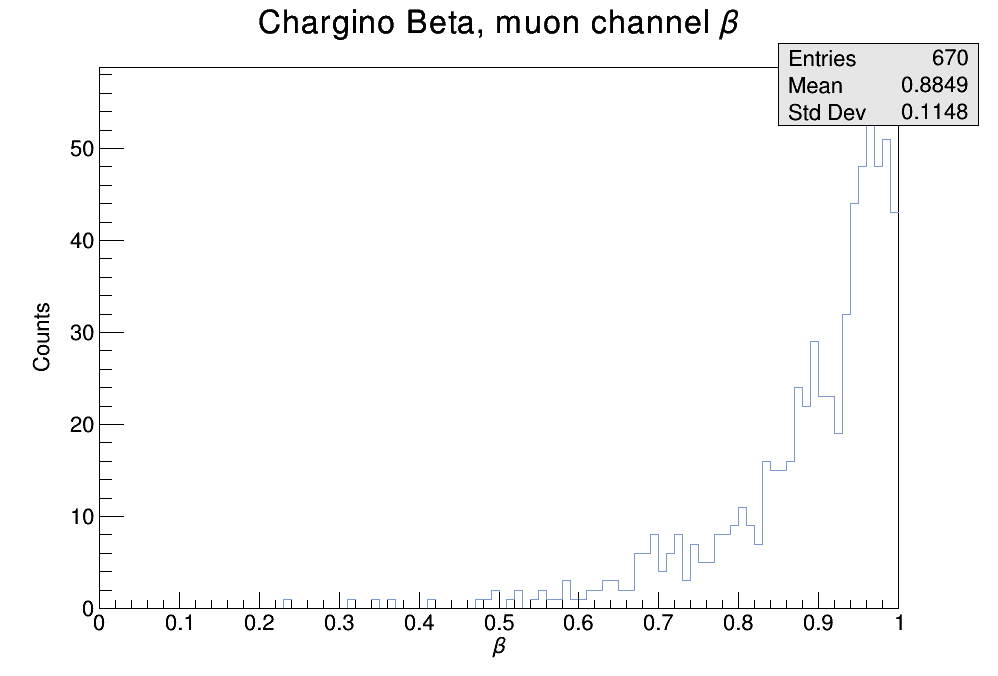 Chargino Beta, muon channel β
Entries 670
Mean 0.8849
Std Dev 0.1148
50
40
30
20
10
0
Counts
0 0.1 0.2 0.3 0.4 0.5 0.6 0.7 0.8 0.9 1
β